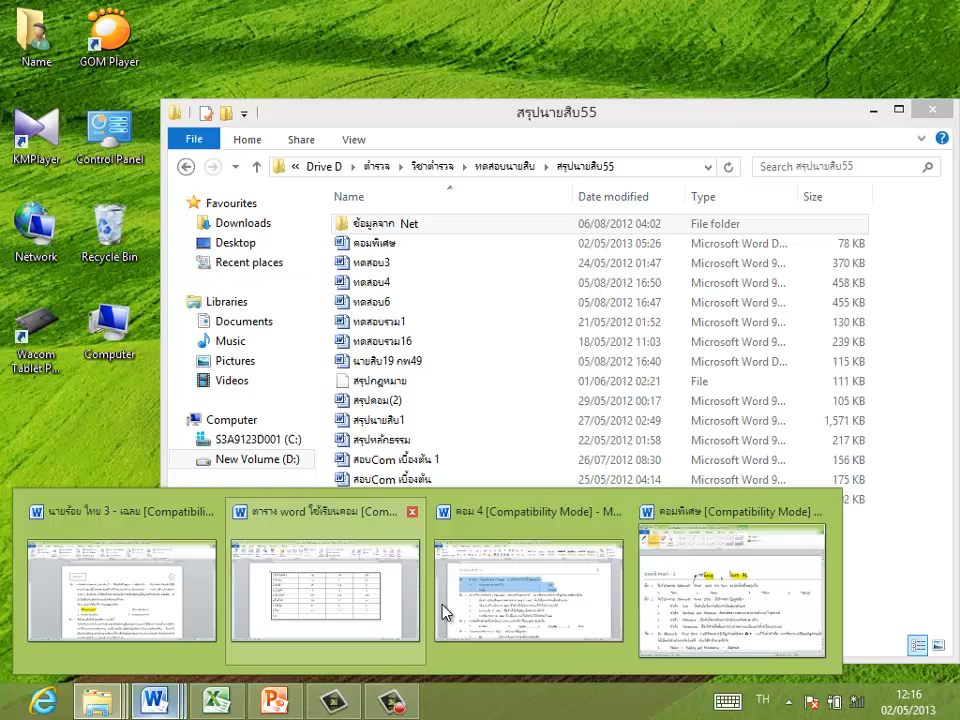 Name
GOM Player
KMPlayer
Control Panel
Network
Recycle Bin
Wacom Tablet P...
Computer
สรุปนายสิบ55
File Home Share View
« Drive D ตำรวจ วิชาตำรวจ ทดสอบนายสิบ สรุปนายสิบ55
Search สรุปนายสิบ55
Name Date modified Type Size
Favourites
Downloads
Desktop
Recent places
Libraries
Documents
Music
Pictures
Videos
Computer
S3A9123D001 (C:)
New Volume (D:)
ข้อมูลจาก Net 06/08/2012 04:02 File folder
คอมพิเศษ 02/05/2013 05:26 Microsoft Word D... 78 KB
ทดสอบ3 24/05/2012 01:47 Microsoft Word 9... 370 KB
ทดสอบ4 05/08/2012 16:50 Microsoft Word 9... 458 KB
ทดสอบ6 05/08/2012 16:47 Microsoft Word 9... 455 KB
ทดสอบรวม1 21/05/2012 01:52 Microsoft Word 9... 130 KB
ทดสอบรวม16 18/05/2012 11:03 Microsoft Word 9... 239 KB
นายสิบ19 กพ49 05/08/2012 16:40 Microsoft Word D... 115 KB
สรุปกฎหมาย 01/06/2012 02:21 File 111 KB
สรุปคอม(2) 29/05/2012 00:17 Microsoft Word 9... 105 KB
สรุปนายสิบ1 27/05/2012 02:49 Microsoft Word 9... 1,571 KB
สรุปหลักธรรม 22/05/2012 01:58 Microsoft Word 9... 217 KB
สอบCom เบื้องต้น 1 26/07/2012 08:30 Microsoft Word 9... 156 KB
สอบCom เบื้องต้น 25/05/2012 04:14 Microsoft Word 9... 175 KB
นายร้อย ไทย 3 - เฉลย [Compatibili...
ตาราง word ใช้เรียนคอม [Com...
คอม 4 [Compatibility Mode] - M...
คอมพิเศษ [Compatibility Mode] ...
TH
12:16
02/05/2013